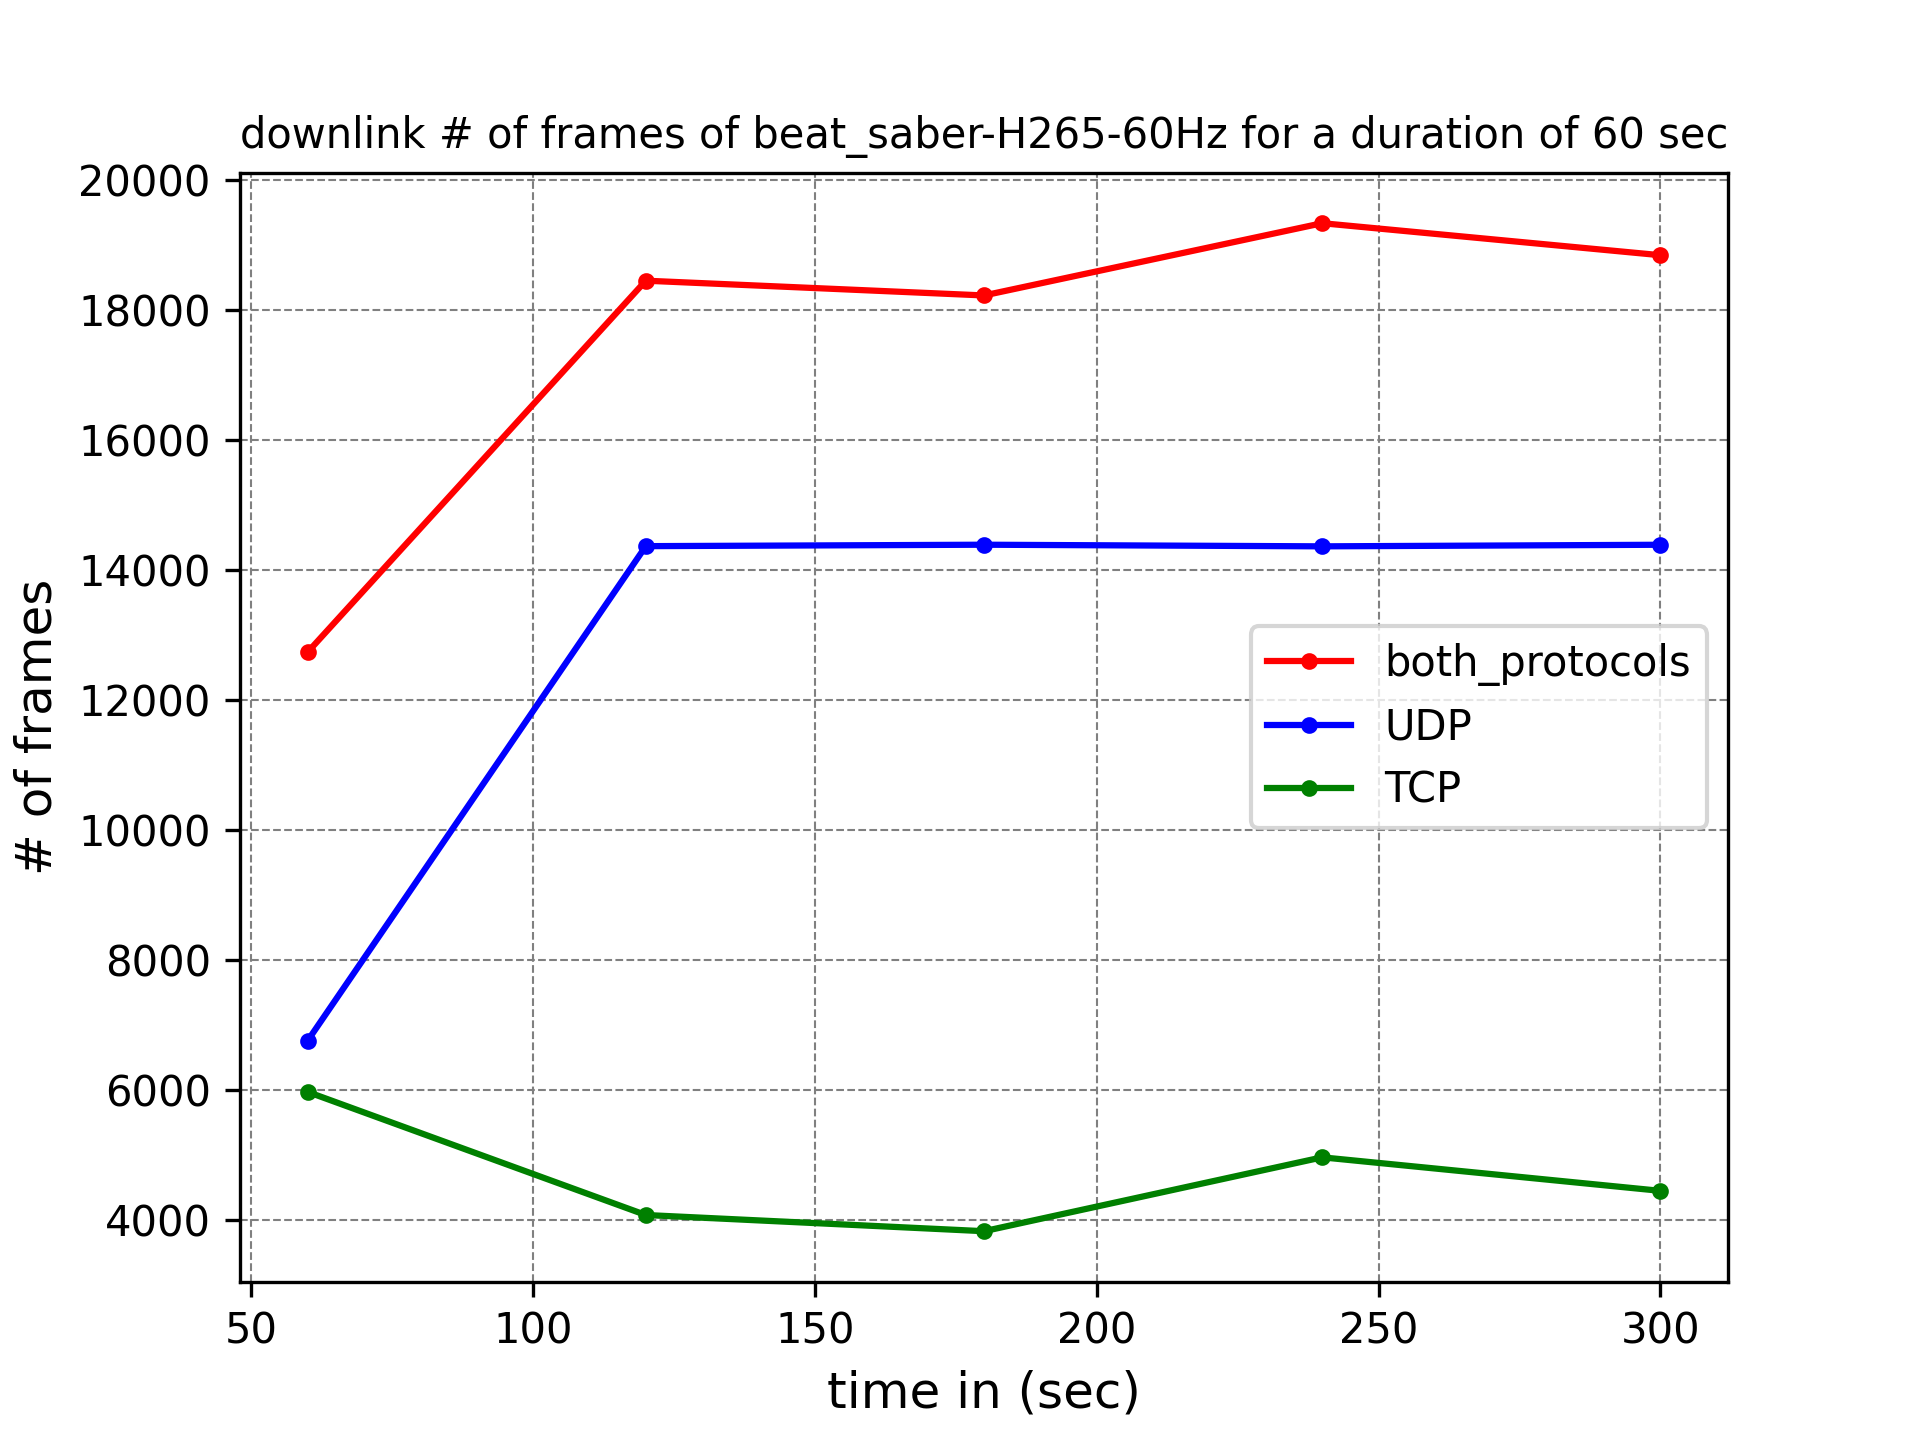 downlink # of frames of beat_saber-H265-60Hz for a duration of 60 sec
20000
18000
16000
14000
12000
10000
8000
6000
4000
# of frames
both_protocols
UDP
TCP
50 100 150 200 250 300
time in (sec)